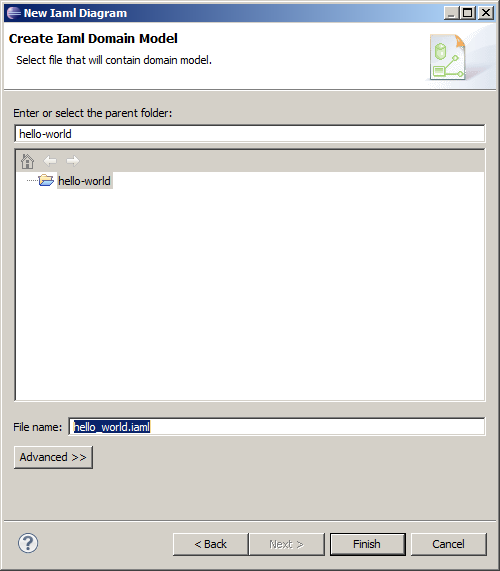 New Iaml Diagram
Create Iaml Domain Model
Select file that will contain domain model.
Enter or select the parent folder:
hello-world
hello-world
File name: hello_world.iaml
Advanced >>
? < Back Next > Finish Cancel